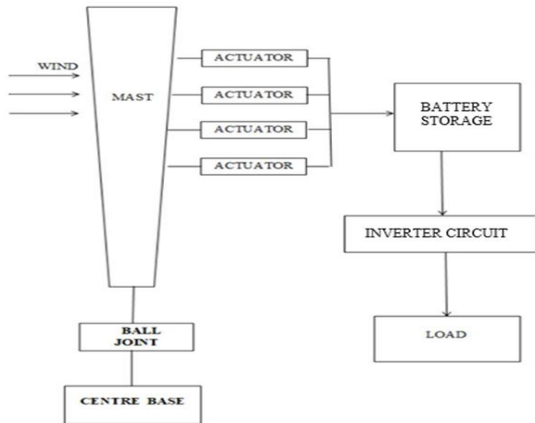 WIND
MAST
ACTUATOR
ACTUATOR
ACTUATOR
ACTUATOR
BATTERY
STORAGE
INVERTER CIRCUIT
LOAD
BALL
JOINT
CENTRE BASE